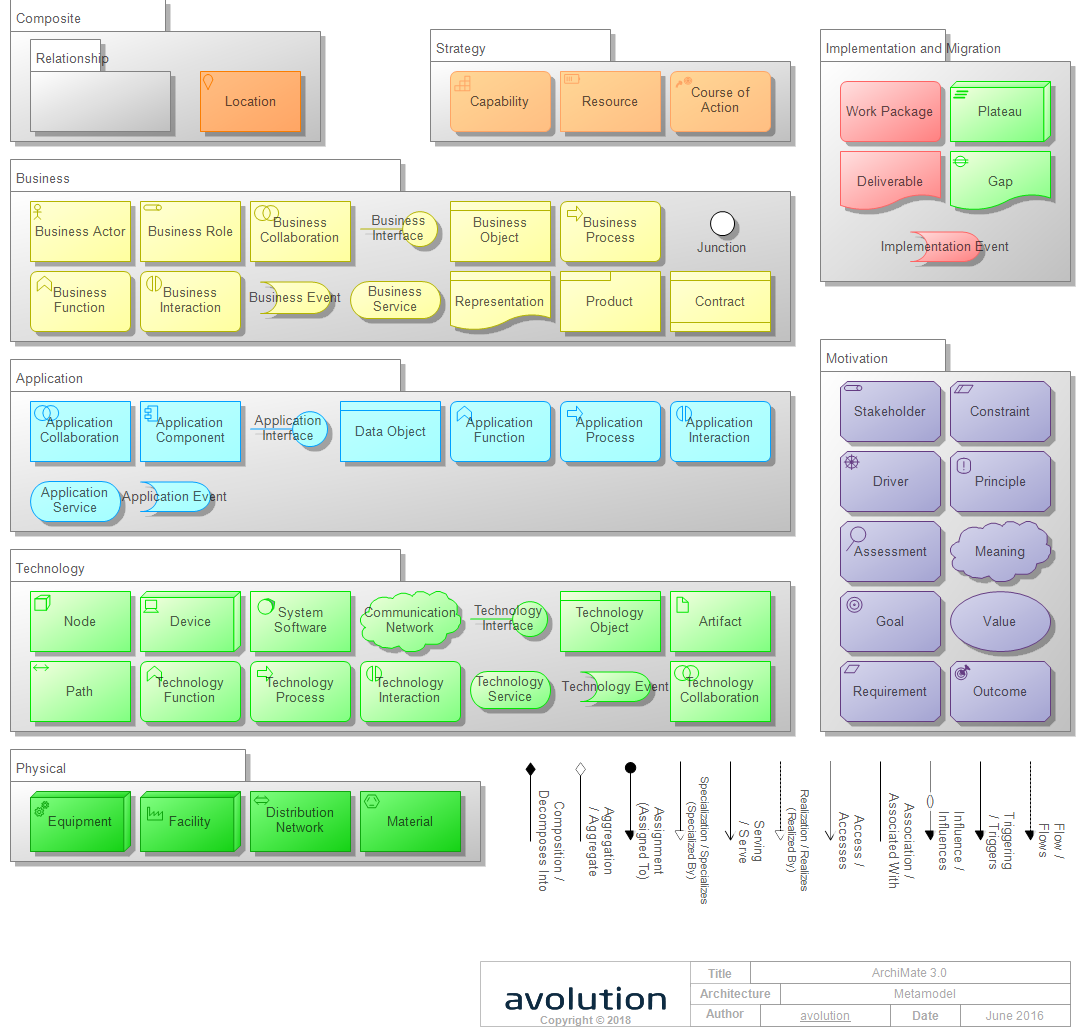 Composite
Relationship
Location
Strategy
Capability
Resource
Course of
Action
Implementation and Migration
Work Package
Plateau
Deliverable
Gap
Implementation Event
Business
Business Actor
Business Role
Business
Collaboration
Business
Interface
Business
Object
Business
Process
Junction
Business
Function
Business
Interaction
Business Event
Business
Service
Representation
Product
Contract
Application
Application
Collaboration
Application
Component
Application
Interface
Data Object
Application
Function
Application
Process
Application
Interaction
Application
Service
Application Event
Motivation
Stakeholder
Constraint
Driver
Principle
Assessment
Meaning
Goal
Value
Requirement
Outcome
Technology
Node
Device
System
Software
Communication
Network
Technology
Interface
Technology
Object
Artifact
Path
Technology
Function
Technology
Process
Technology
Interaction
Technology
Service
Technology Event
Technology
Collaboration
Physical
Equipment
Facility
Distribution
Network
Material
Composition /
Decomposes Into
Aggregation
/ Aggregate
Assignment
(Assigned To)
Specialization / Specializes
(Specialized By)
Serving
/ Serve
Realization / Realizes
(Realized By)
Access /
Accesses
Association /
Associated With
()
Influence /
Influences
Triggering
/ Triggers
Flow /
Flows
avolution
Copyright © 2018
Title
ArchiMate 3.0
Architecture
Metamodel
Author
avolution
Date
June 2016